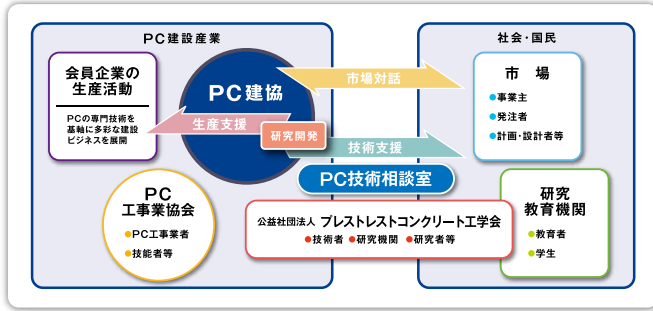 PC建設産業
会員企業の
生産活動
PCの専門技術を
基軸に多彩な建設
ビジネスを展開
PC建協
生産支援
研究開発
市場対話
技術支援
PC技術相談室
PC
工事業協会
●PC工事業者
●技能者等
公益社団法人 プレストレストコンクリート工学会
●技術者 ●研究機関 ●研究者等
社会・国民
市場
●事業主
●発注者
●計画・設計者等
研究
教育機関
●教育者
●学生